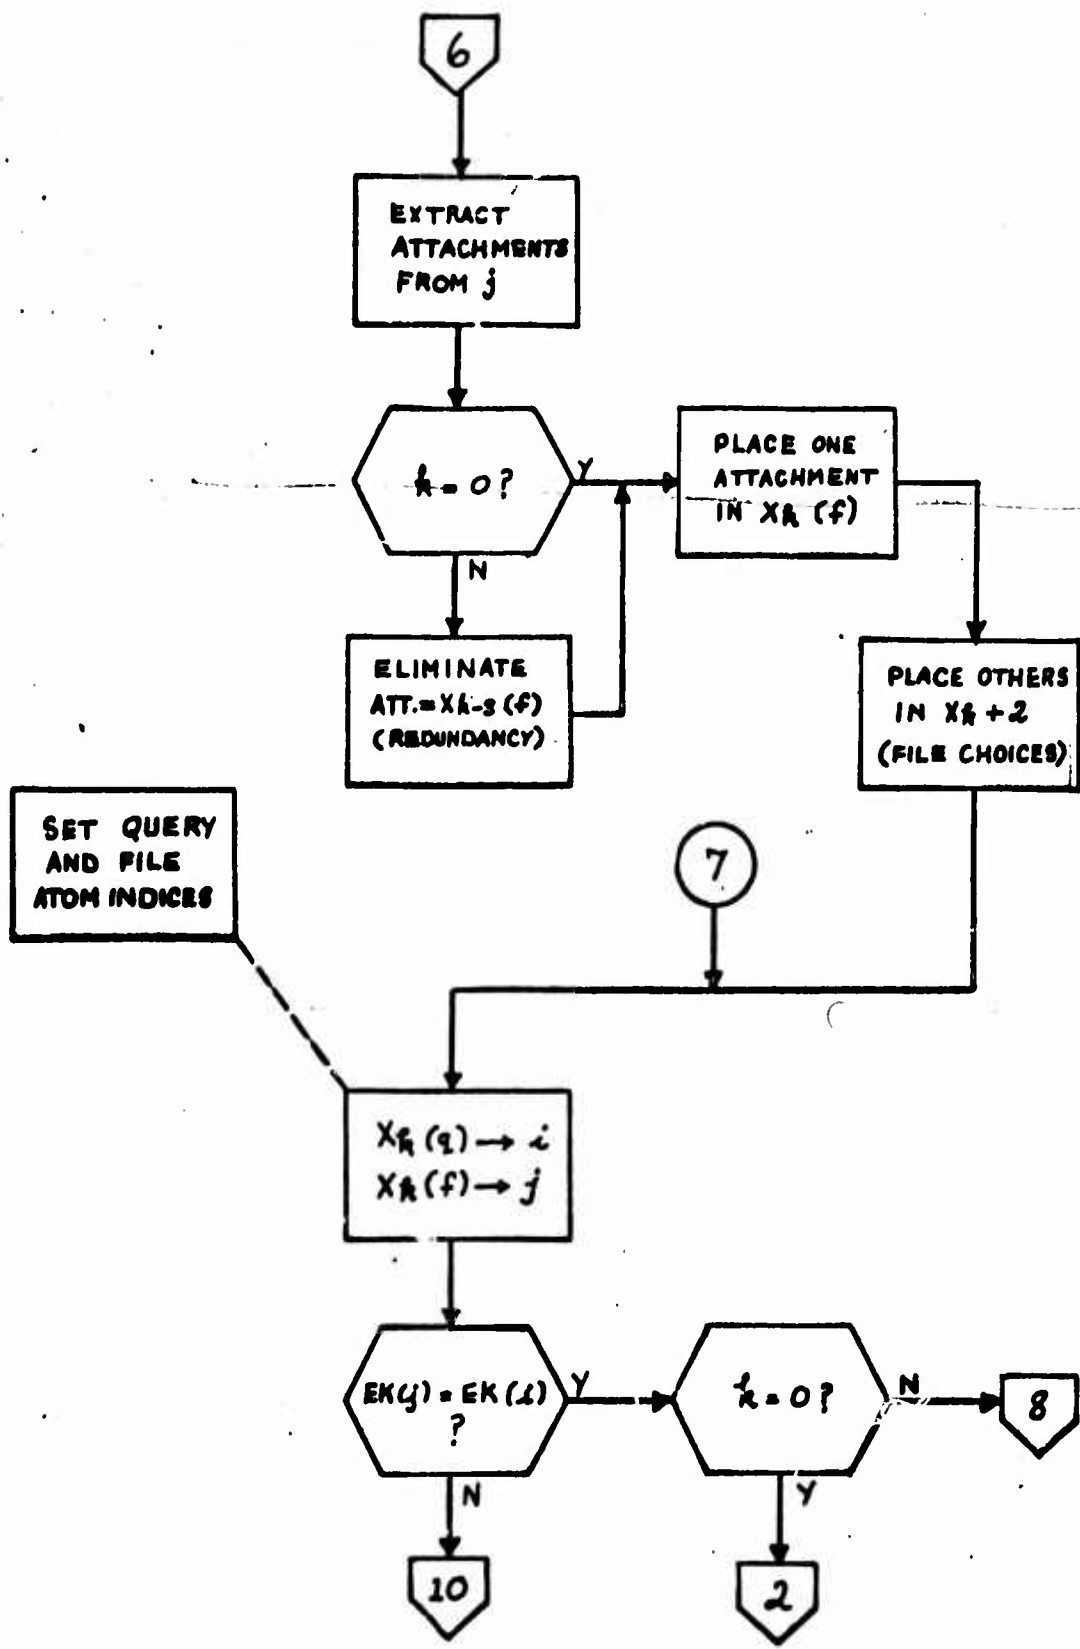 6
EXTRACT
ATTACHMENTS
FROM j
k = 0 ?
Y
N
PLACE ONE
ATTACHMENT
IN Xk (f)
ELIMINATE
ATT. = Xk-3 (f)
(REDUNDANCY)
PLACE OTHERS
IN Xk + 2
(FILE CHOICES)
SET QUERY
AND FILE
ATOM INDICES
7
Xk (q) → i
Xk (f) → j
EK(j) = EK(i)
?
Y
N
k = 0 ?
N
Y
8
10
2